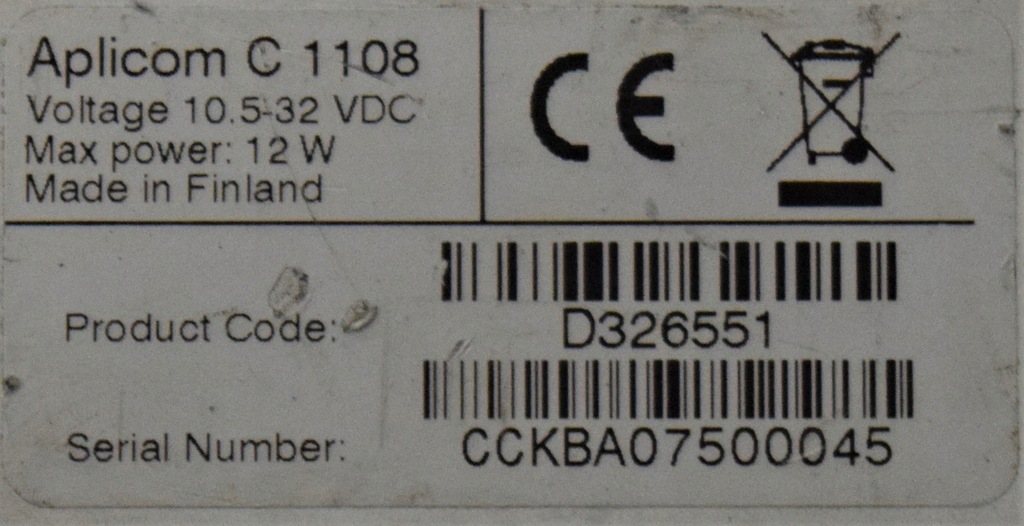 Aplicom C 1108
Voltage 10.5-32 VDC
Max power: 12 W
Made in Finland
CE
Product Code: D326551
Serial Number: CCKBA07500045